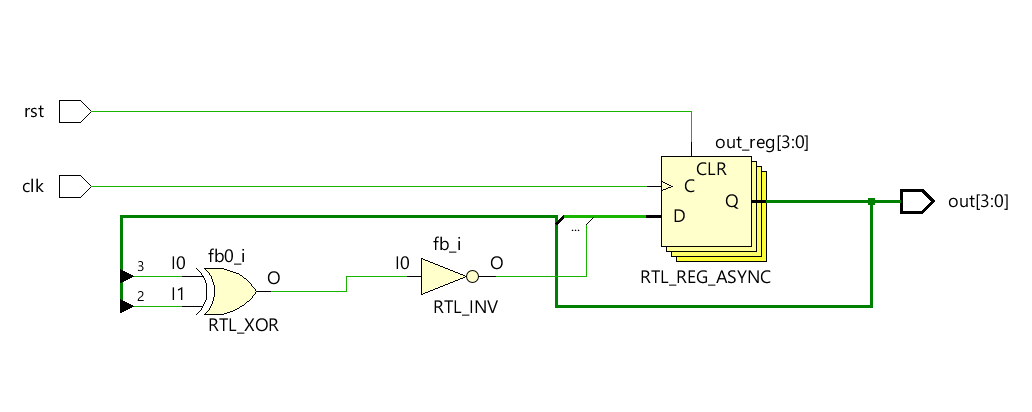 rst
out_reg[3:0]
CLR
clk
C
Q
out[3:0]
D
...
fb_i
fb0_i
3
I0
O
I0
O
RTL_REG_ASYNC
2
I1
RTL_INV
RTL_XOR